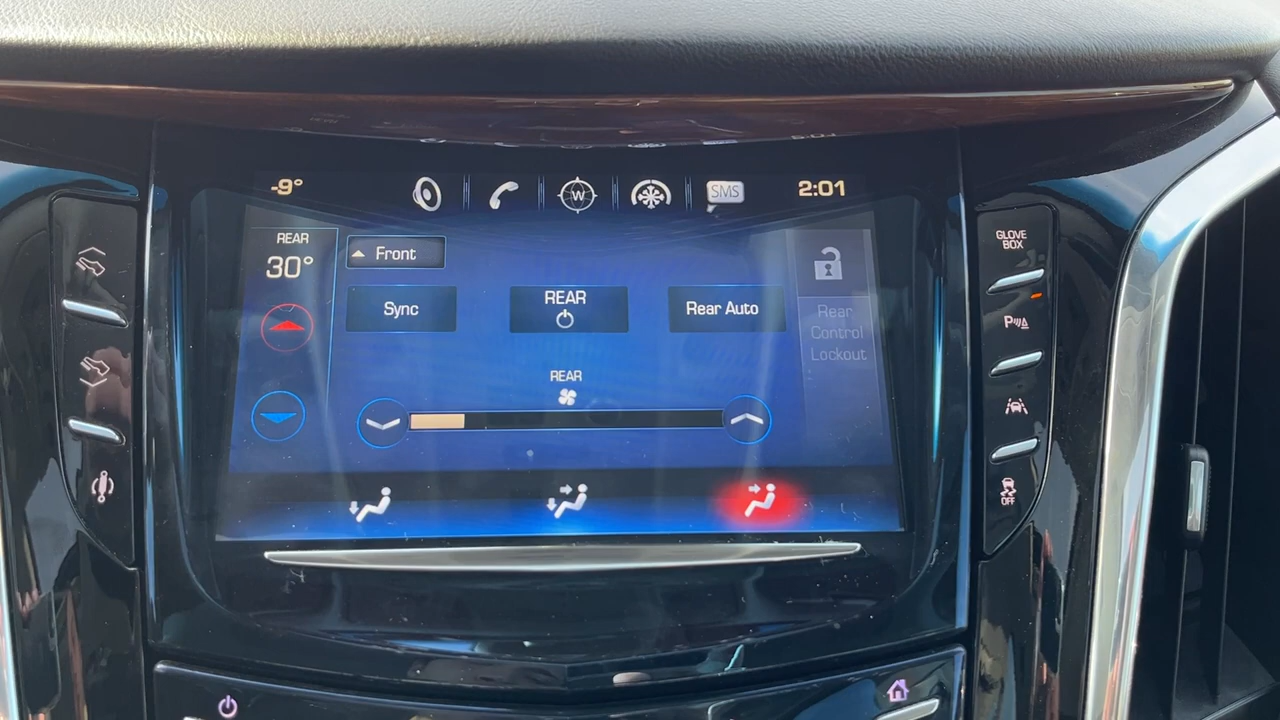 -9°
W
SMS
2:01
REAR
30°
Front
Sync
REAR
Rear Auto
Rear
Control
Lockout
REAR
GLOVE
BOX
P
OFF